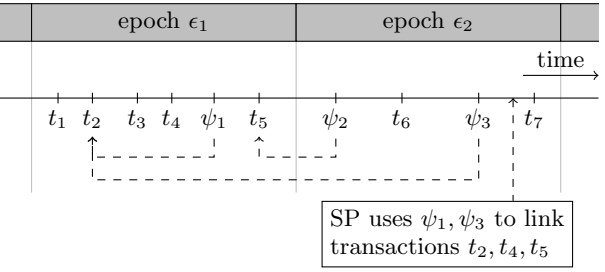 epoch ϵ₁ epoch ϵ₂
time
t₁ t₂ t₃ t₄ ψ₁ t₅ ψ₂ t₆ ψ₃ t₇
SP uses ψ₁, ψ₃ to link
transactions t₂, t₄, t₅